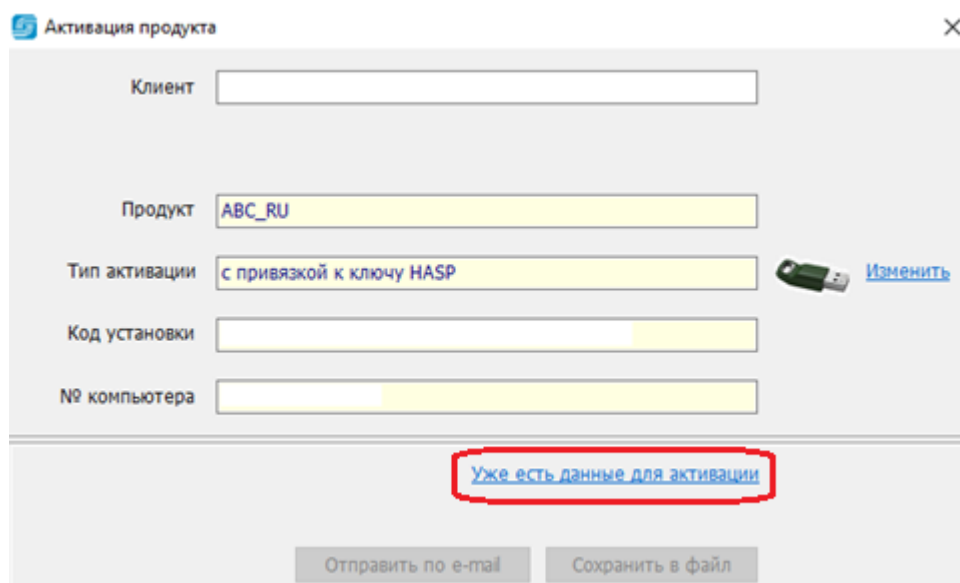 Активация продукта
Клиент
Продукт ABC_RU
Тип активации с привязкой к ключу HASP Изменить
Код установки
№ компьютера
Уже есть данные для активации
Отправить по e-mail Сохранить в файл